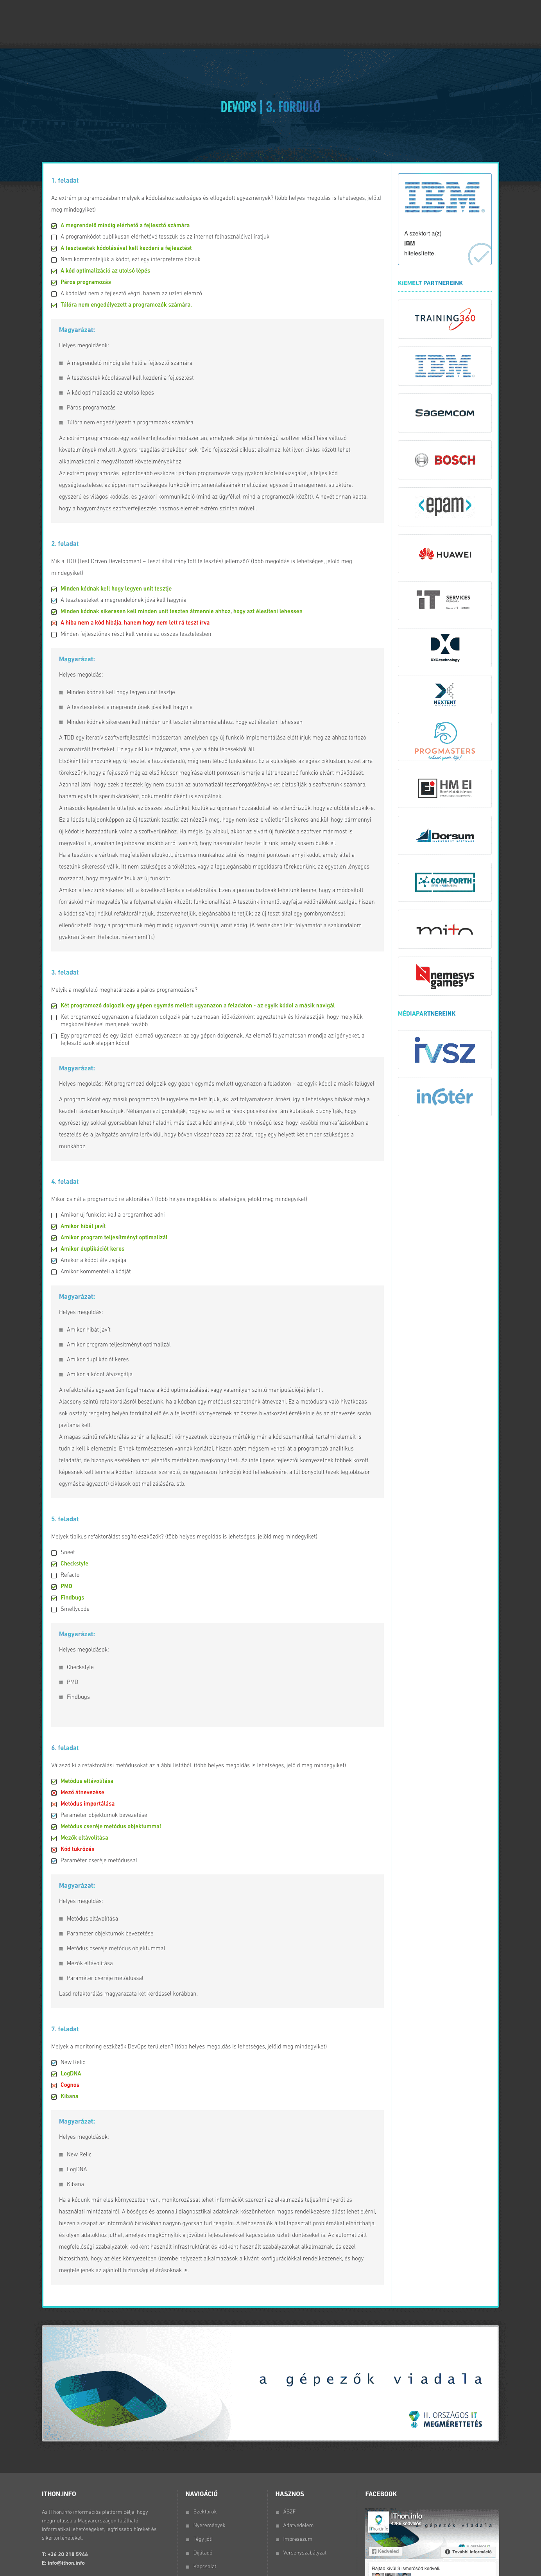 DEVOPS | 3. FORDULÓ
1. feladat
Az extrém programozásban melyek a kódoláshoz szükséges és elfogadott egyezmények? (több helyes megoldás is lehetséges, jelöld
meg mindegyiket)
A megrendelő mindig elérhető a fejlesztő számára
A programkódot publikusan elérhetővé tesszük és az internet felhasználóival íratjuk
A tesztesetek kódolásával kell kezdeni a fejlesztést
Nem kommenteljük a kódot: ezt egy interpreterre bízzuk
A kód optimalizáció az utolsó lépés
Páros programozás
A kódolást nem a fejlesztő végzi, hanem az üzleti elemző
Túlóra nem engedélyezett a programozók számára.
Magyarázat:
Helyes megoldások:
A megrendelő mindig elérhető a fejlesztő számára
A tesztesetek kódolásával kell kezdeni a fejlesztést
A kód optimalizáció az utolsó lépés
Páros programozás
Túlóra nem engedélyezett a programozók számára.
Az extrém programozás egy szoftverfejlesztési módszertan, amelynek célja jó minőségű szoftver előállítása változó
követelmények mellett. A gyors reagálás érdekében sok rövid fejlesztési ciklust alkalmaz; két ilyen ciklus között lehet
alkalmazkodni a megváltozott követelményekhez.
Az extrém programozás legfontosabb eszközei: párban programozás vagy gyakori kódfelülvizsgálat, a teljes kód
egységtesztelése, az éppen nem szükséges funkciók implementálásának mellőzése, egyszerű management struktúra,
egyszerű és világos kódolás, és gyakori kommunikáció (mind az ügyféllel, mind a programozók között). A nevét onnan kapta,
hogy a hagyományos szoftverfejlesztés hasznos elemeit extrém szinten műveli.
2. feladat
Mik a TDD (Test Driven Development – Teszt által irányított fejlesztés) jellemzői? (több megoldás is lehetséges, jelöld meg
mindegyiket)
Minden kódnak kell hogy legyen unit tesztje
A teszteseteket a megrendelőnek jóvá kell hagynia
Minden kódnak sikeresen kell minden unit teszten átmennie ahhoz, hogy azt élesíteni lehessen
A hiba nem a kód hibája, hanem hogy nem lett rá teszt írva
Minden fejlesztőnek részt kell vennie az összes tesztelésben
Magyarázat:
Helyes megoldás:
Minden kódnak kell hogy legyen unit tesztje
A teszteseteket a megrendelőnek jóvá kell hagynia
Minden kódnak sikeresen kell minden unit teszten átmennie ahhoz, hogy azt élesíteni lehessen
A TDD egy iteratív szoftverfejlesztési módszertan, amelyben egy új funkció implementálása előtt írjuk meg az ahhoz tartozó
automatizált teszteket. Ez egy ciklikus folyamat, amely az alábbi lépésekből áll.
Elsőként létrehozunk egy új tesztet a hozzáadandó, még nem létező funkcióhoz. Ez a kulcslépés az egész ciklusban, ezzel arra
törekszünk, hogy a fejlesztő még az első kódsor megírása előtt pontosan ismerje a létrehozandó funkció elvárt működését.
Azonnal látni, hogy ezek a tesztek így nem csupán az automatizált tesztforgatókönyveket biztosítják a szoftverünk számára,
hanem egyfajta specifikációként, dokumentációként is szolgálnak.
A második lépésben lefuttatjuk az összes tesztünket, köztük az újonnan hozzáadottal, és ellenőrizzük, hogy az utóbbi elbukik-e.
Ez a lépés tulajdonképpen az új tesztünk tesztje: azt nézzük meg, hogy nem lesz-e véletlenül sikeres anélkül, hogy bármennyi
új kódot is hozzáadtunk volna a szoftverünkhöz. Ha mégis így alakul, akkor az elvárt új funkciót a szoftver már most is
megvalósítja, azonban legtöbbször inkább arról van szó, hogy haszontalan tesztet írtunk, amely sosem bukik el.
Ha a tesztünk a vártnak megfelelően elbukott, érdemes munkához látni, és megírni pontosan annyi kódot, amely által a
tesztünk sikeressé válik. Itt nem szükséges a tökéletes, vagy a legelegánsabb megoldásra törekednünk, az egyetlen lényeges
mozzanat, hogy megvalósítsuk az új funkciót.
Amikor a tesztünk sikeres lett, a következő lépés a refaktorálás. Ezen a ponton biztosak lehetünk benne, hogy a módosított
forráskód már megvalósítja a folyamat elején kitűzött funkcionalitást. A tesztünk innentől egyfajta védőhálóként szolgál, hiszen
a kódot szívbaj nélkül refaktorálhatjuk, átszervezhetjük, elegánsabbá tehetjük; az új teszt által egy gombnyomással
ellenőrizhető, hogy a programunk még mindig ugyanazt csinálja, amit eddig. (A fentiekben leírt folyamatot a szakirodalom
gyakran Green, Refactor, néven említi.)
3. feladat
Melyik a megfelelő meghatározás a páros programozásra?
Két programozó dolgozik egy gépen egymás mellett ugyanazon a feladaton - az egyik kódol a másik navigál
Két programozó ugyanazon a feladaton dolgozik párhuzamosan, időközönként egyeztetnek és kiválasztják, hogy melyikük
megközelítésével menjenek tovább
Egy programozó és egy üzleti elemző ugyanazon az egy gépen dolgoznak. Az elemző folyamatosan mondja az igényeket, a
fejlesztő azok alapján kódol
Magyarázat:
Helyes megoldás: Két programozó dolgozik egy gépen egymás mellett ugyanazon a feladaton – az egyik kódol a másik felügyeli
A program kódot egy másik programozó felügyelete mellett írjuk, aki azt folyamatosan átnézi, így a lehetséges hibákat még a
kezdeti fázisban kiszűrjük. Néhányan azt gondolják, hogy ez az erőforrások pocsékolása, ám kutatások bizonyítják, hogy
egyrészt így sokkal gyorsabban lehet haladni, másrészt a kód annyival jobb minőségű lesz, hogy későbbi munkafázisokban a
tesztelés és a javítgatás annyira lerövidül, hogy bőven visszahozza azt az árat, hogy egy helyett két ember szükséges a
munkához.
4. feladat
Mikor csinál a programozó refaktorálást? (több helyes megoldás is lehetséges, jelöld meg mindegyiket)
Amikor új funkciót kell a programhoz adni
Amikor hibát javít
Amikor program teljesítményt optimalizál
Amikor duplikációt keres
Amikor a kódot átvizsgálja
Amikor kommenteli a kódját
Magyarázat:
Helyes megoldás:
Amikor hibát javít
Amikor program teljesítményt optimalizál
Amikor duplikációt keres
Amikor a kódot átvizsgálja
A refaktorálás egyszerűen fogalmazva a kód optimalizálását vagy valamilyen szintű manipulációját jelenti.
Alacsony szintű refaktorálásról beszélünk, ha a kódban egy metódust szeretnénk átnevezni. Ez a metódusra való hivatkozás
sok osztály rengeteg helyén fordulhat elő és a fejlesztői környezetnek az összes hivatkozást érzékelnie és az átnevezés során
javítania kell.
A magas szintű refaktorálás során a fejlesztői környezetnek bizonyos mértékig már a kód szemantikai, tartalmi elemeit is
tudnia kell kielemeznie. Ennek természetesen vannak korlátai, hiszen azért mégsem veheti át a programozó analitikus
feladatát, de bizonyos esetekben azt jelentős mértékben megkönnyítheti. Az intelligens fejlesztői környezetnek többek között
képesnek kell lennie a kódban többször szereplő, de ugyanazon funkciójú kód felfedezésére, a túl bonyolult (ezek legtöbbször
egymásba ágyazott) ciklusok optimalizálására, stb.
5. feladat
Melyek tipikus refaktorálást segítő eszközök? (több helyes megoldás is lehetséges, jelöld meg mindegyiket)
Sneet
Checkstyle
Refacto
PMD
Findbugs
Smellycode
Magyarázat:
Helyes megoldások:
Checkstyle
PMD
Findbugs
6. feladat
Válaszd ki a refaktorálási metódusokat az alábbi listából. (több helyes megoldás is lehetséges, jelöld meg mindegyiket)
Metódus eltávolítása
Mező átnevezése
Metódus importálása
Paraméter objektumok bevezetése
Metódus cseréje metódus objektummal
Mezők eltávolítása
Kód tükrözés
Paraméter cseréje metódussal
Magyarázat:
Helyes megoldás:
Metódus eltávolítása
Paraméter objektumok bevezetése
Metódus cseréje metódus objektummal
Mezők eltávolítása
Paraméter cseréje metódussal
Lásd refaktorálás magyarázata két kérdéssel korábban.
7. feladat
Melyek a monitoring eszközök DevOps területen? (több helyes megoldás is lehetséges, jelöld meg mindegyiket)
New Relic
LogDNA
Cognos
Kibana
Magyarázat:
Helyes megoldások:
New Relic
LogDNA
Kibana
Ha a kódunk már éles környezetben van, monitorozással lehet információt szerezni az alkalmazás teljesítményéről és
használati mintázatairól. A bőséges és azonnali diagnosztikai adatoknak köszönhetően magas rendelkezésre állást lehet elérni,
hiszen a csapat az információ birtokában nagyon gyorsan tud reagálni. A felhasználók által tapasztalt problémákat elháríthatja,
és olyan adatokhoz juthat, amelyek megkönnyítik a jövőbeli fejlesztésekkel kapcsolatos üzleti döntéseket is. Az automatizált
megfelelőségi szabályzatok kódként használt infrastruktúrát és kódként használt szabályzatokat alkalmaznak, és ezzel
biztosítható, hogy az éles környezetben üzembe helyezett alkalmazások a kívánt konfigurációkkal rendelkezzenek, és hogy
megfeleljenek az ajánlott biztonsági eljárásoknak is.
IBM
A szektort a(z)
IBM
hitelesítette.
KIEMELT PARTNEREINK
TRAINING360
IBM
SAGEMCOM
BOSCH
<epam>
HUAWEI
iT SERVICES
DXC.technology
NEXTENT
PROGMASTERS
HM EI
Dorsum
COM-FORTH
mito
nemesys
games
MÉDIAPARTNEREINK
IVSZ
infotér
a gépezők viadala
III. ORSZÁGOS IT
MEGMÉRETTETÉS
ITHON.INFO
Az IThon.info információs platform célja, hogy
megmutassa a Magyarországon található
informatikai lehetőségeket, legfrissebb híreket és
sikertörténeteket.
T: +36 20 218 5944
E: info@ithon.info
NAVIGÁCIÓ
Szektorok
Nyeremények
Tégy jót!
Díjátadó
Kapcsolat
HASZNOS
ÁSZF
Adatvédelem
Impresszum
Versenyszabályzat
FACEBOOK
IThon.info
Kedveled
További információ
Rajtad kívül 3 ismerősöd kedveli.